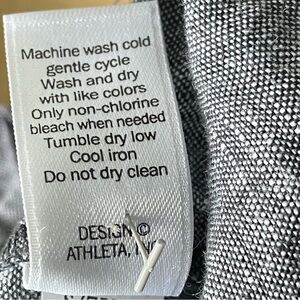 Machine wash cold
gentle cycle
Wash and dry
with like colors
Only non-chlorine
bleach when needed
Tumble dry low
Cool iron
Do not dry clean
DESIGN ©
ATHLETA,